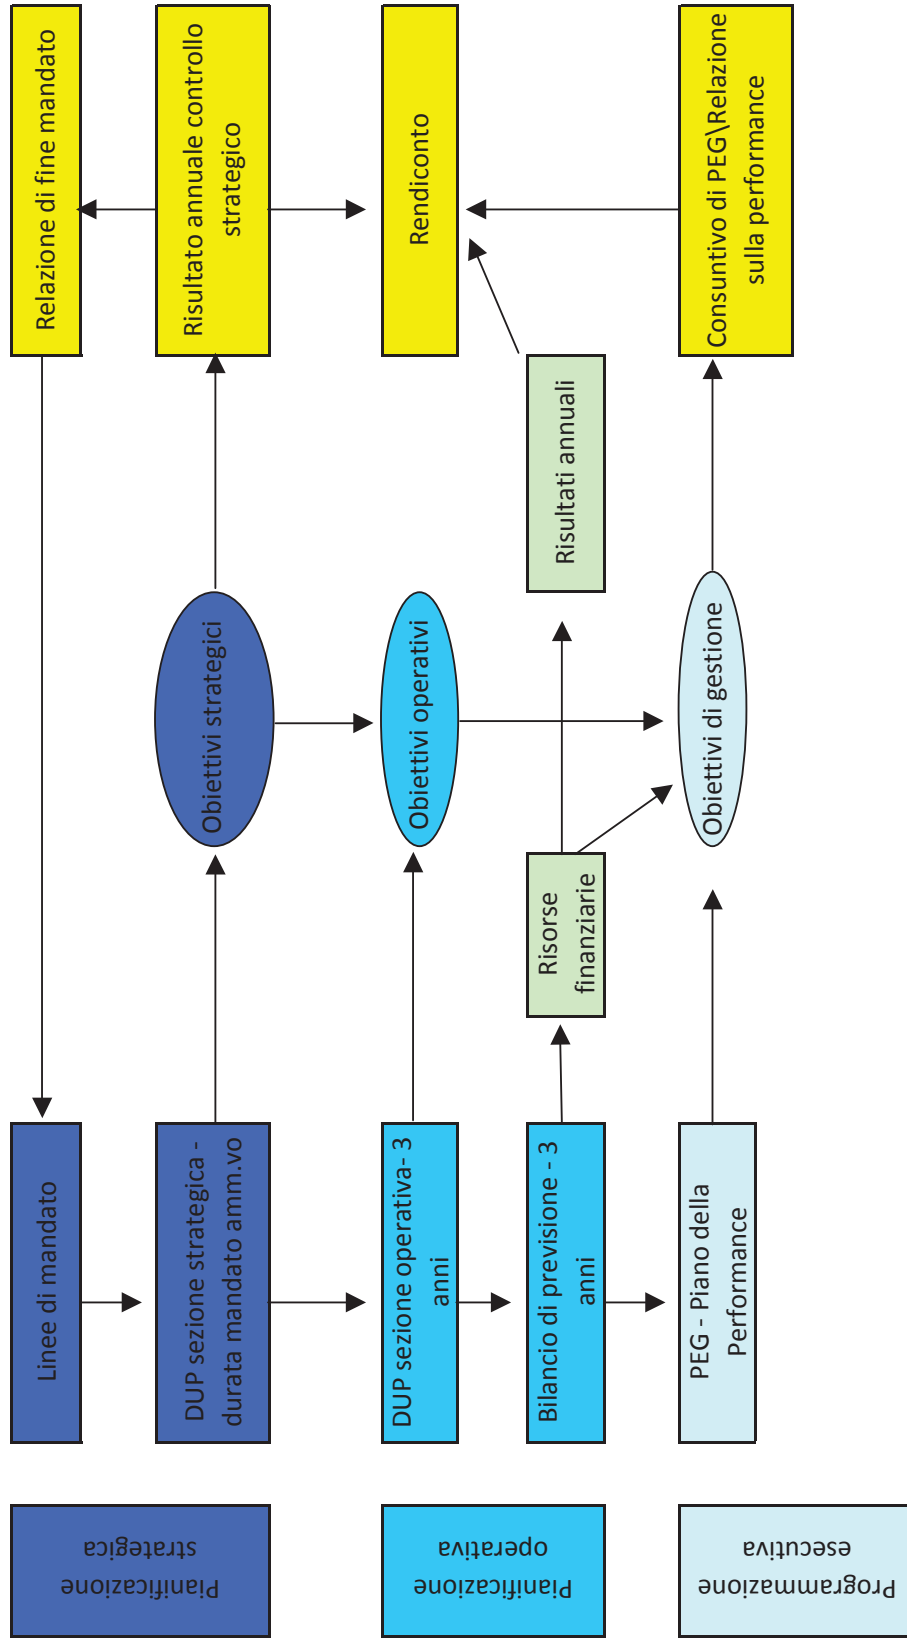 Pianificazione
strategica
Linee di mandato
Relazione di fine mandato
DUP sezione strategica -
durata mandato amm.vo
Obiettivi strategici
Risultato annuale controllo
strategico
Pianificazione
operativa
DUP sezione operativa- 3
anni
Obiettivi operativi
Rendiconto
Bilancio di previsione - 3
anni
Risorse
finanziarie
Risultati annuali
Programmazione
esecutiva
PEG - Piano della
Performance
Obiettivi di gestione
Consuntivo di PEG\Relazione
sulla performance